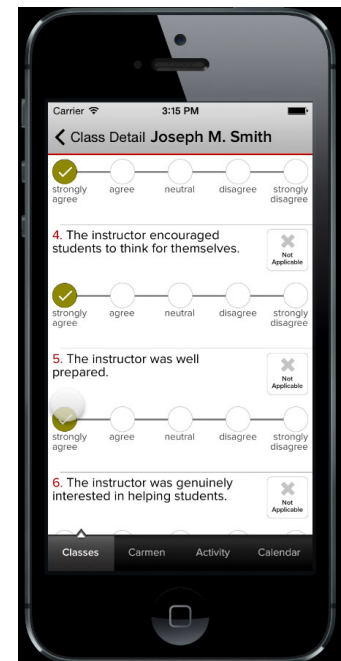 Carrier 3:15 PM
Class Detail Joseph M. Smith
strongly agree neutral disagree strongly
agree disagree
4. The instructor encouraged
students to think for themselves.
Not
Applicable
strongly agree neutral disagree strongly
agree disagree
5. The instructor was well
prepared.
Not
Applicable
strongly agree neutral disagree strongly
agree disagree
6. The instructor was genuinely
interested in helping students.
Not
Applicable
Classes Carmen Activity Calendar